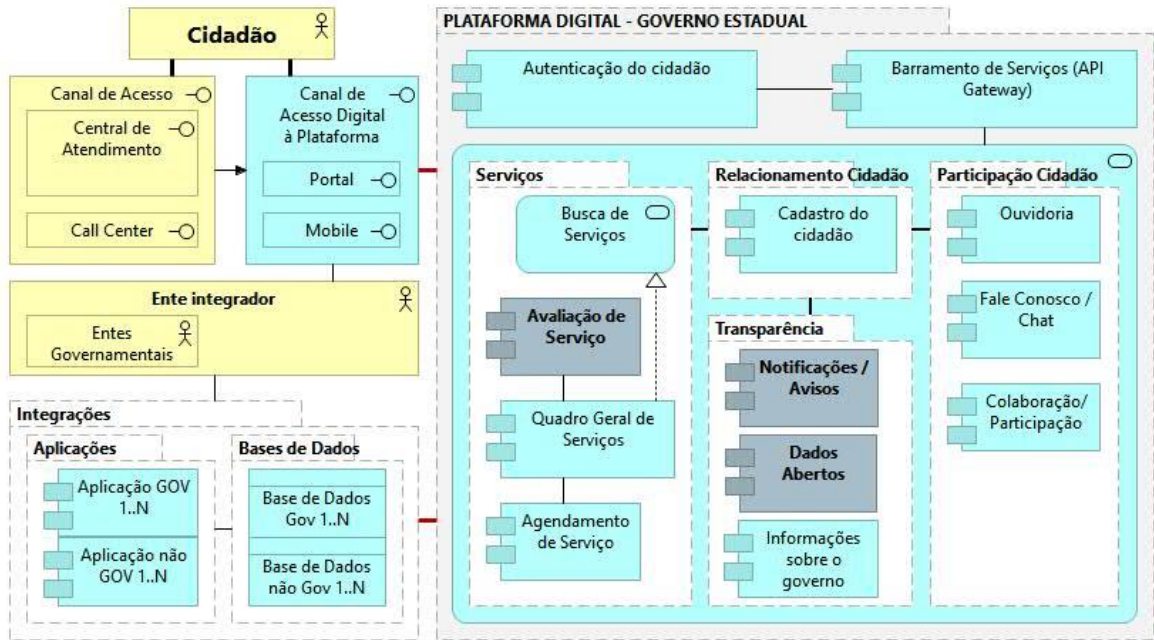 Cidadão
Canal de Acesso
Central de
Atendimento
Call Center
Canal de
Acesso Digital
à Plataforma
Portal
Mobile
Ente integrador
Entes
Governamentais
Integrações
Aplicações
Aplicação GOV
1..N
Aplicação não
GOV 1..N
Bases de Dados
Base de Dados
Gov 1..N
Base de Dados
não Gov 1..N
PLATAFORMA DIGITAL - GOVERNO ESTADUAL
Autenticação do cidadão
Barramento de Serviços (API
Gateway)
Serviços
Busca de
Serviços
Avaliação de
Serviço
Quadro Geral de
Serviços
Agendamento
de Serviço
Relacionamento Cidadão
Cadastro do
cidadão
Transparência
Notificações /
Avisos
Dados
Abertos
Informações
sobre o
governo
Participação Cidadão
Ouvidoria
Fale Conosco /
Chat
Colaboração/
Participação